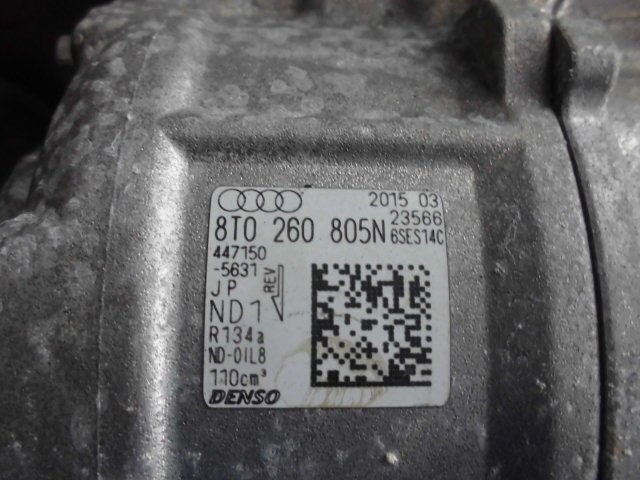 2015 03
23566
8T0 260 805N 6SES14C
447150
-5631
JP REV
ND1
R134a
ND-OIL8
110cm³
DENSO